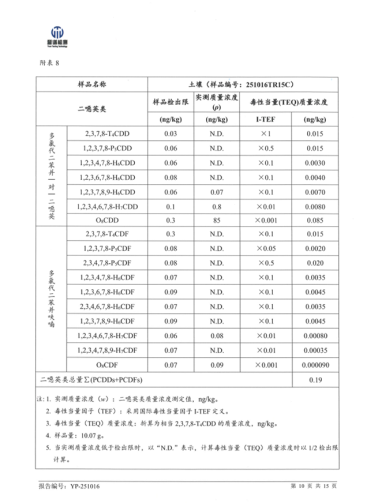 附表 8
样品名称 土壤（样品编号：251016TR15C）
二噁英类 样品检出限 实测质量浓度(ρ) 毒性当量(TEQ)质量浓度
(ng/kg) (ng/kg) I-TEF (ng/kg)
多氯代二苯并-对-二噁英
2,3,7,8-T₄CDD 0.03 N.D. ×1 0.015
1,2,3,7,8-P₅CDD 0.06 N.D. ×0.5 0.015
1,2,3,4,7,8-H₆CDD 0.06 N.D. ×0.1 0.0030
1,2,3,6,7,8-H₆CDD 0.08 N.D. ×0.1 0.0040
1,2,3,7,8,9-H₆CDD 0.06 0.07 ×0.1 0.0070
1,2,3,4,6,7,8-H₇CDD 0.1 0.8 ×0.01 0.0080
O₈CDD 0.3 85 ×0.001 0.085
多氯代二苯并呋喃
2,3,7,8-T₄CDF 0.3 N.D. ×0.1 0.015
1,2,3,7,8-P₅CDF 0.08 N.D. ×0.05 0.0020
2,3,4,7,8-P₅CDF 0.08 N.D. ×0.5 0.020
1,2,3,4,7,8-H₆CDF 0.07 N.D. ×0.1 0.0035
1,2,3,6,7,8-H₆CDF 0.09 N.D. ×0.1 0.0045
2,3,4,6,7,8-H₆CDF 0.07 N.D. ×0.1 0.0035
1,2,3,7,8,9-H₆CDF 0.09 N.D. ×0.1 0.0045
1,2,3,4,6,7,8-H₇CDF 0.06 0.08 ×0.01 0.00080
1,2,3,4,7,8,9-H₇CDF 0.07 N.D. ×0.01 0.00035
O₈CDF 0.07 0.09 ×0.001 0.000090
二噁英类总量∑(PCDDs+PCDFs) 0.19
注: 1. 实测质量浓度（w）：二噁英类质量浓度测定值，ng/kg。
2. 毒性当量因子（TEF）：采用国际毒性当量因子 I-TEF 定义。
3. 毒性当量（TEQ）质量浓度：折算为相当 2,3,7,8-T₄CDD 的质量浓度，ng/kg。
4. 样品量：10.07 g。
5. 当实测质量浓度低于检出限时，以“N.D.”表示，计算毒性当量（TEQ）质量浓度时以 1/2 检出限
计算。
报告编号: YP-251016 第 10 页 共 15 页